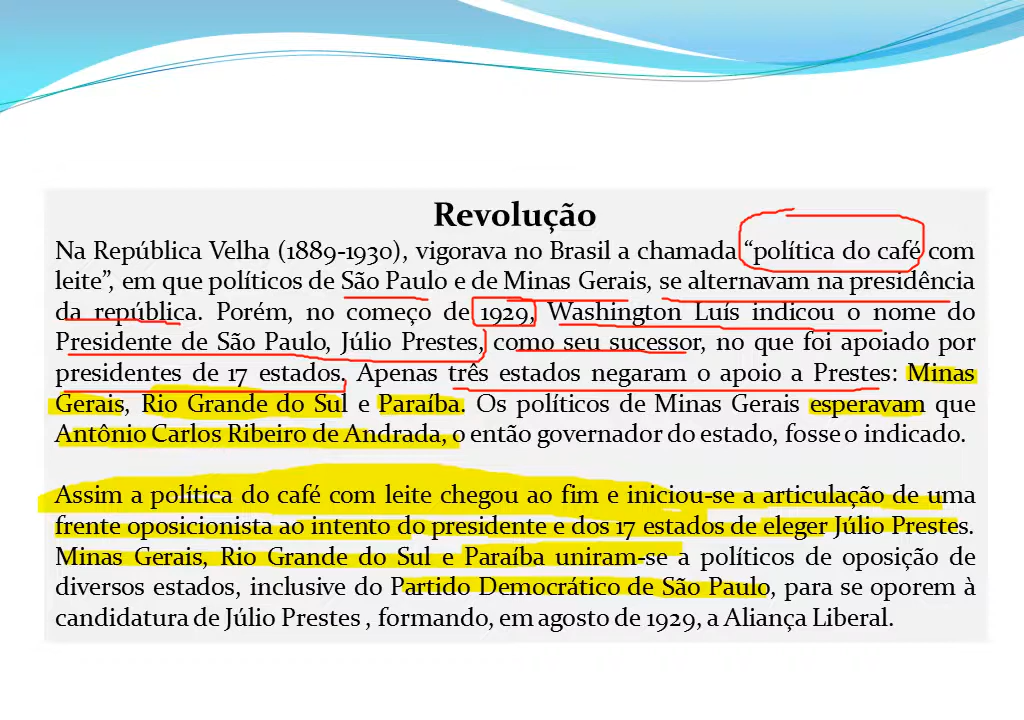 Revolução
Na República Velha (1889-1930), vigorava no Brasil a chamada “política do café com
leite”, em que políticos de São Paulo e de Minas Gerais, se alternavam na presidência
da república. Porém, no começo de 1929, Washington Luís indicou o nome do
Presidente de São Paulo, Júlio Prestes, como seu sucessor, no que foi apoiado por
presidentes de 17 estados. Apenas três estados negaram o apoio a Prestes: Minas
Gerais, Rio Grande do Sul e Paraíba. Os políticos de Minas Gerais esperavam que
Antônio Carlos Ribeiro de Andrada, o então governador do estado, fosse o indicado.
Assim a política do café com leite chegou ao fim e iniciou-se a articulação de uma
frente oposicionista ao intento do presidente e dos 17 estados de eleger Júlio Prestes.
Minas Gerais, Rio Grande do Sul e Paraíba uniram-se a políticos de oposição de
diversos estados, inclusive do Partido Democrático de São Paulo, para se oporem à
candidatura de Júlio Prestes , formando, em agosto de 1929, a Aliança Liberal.